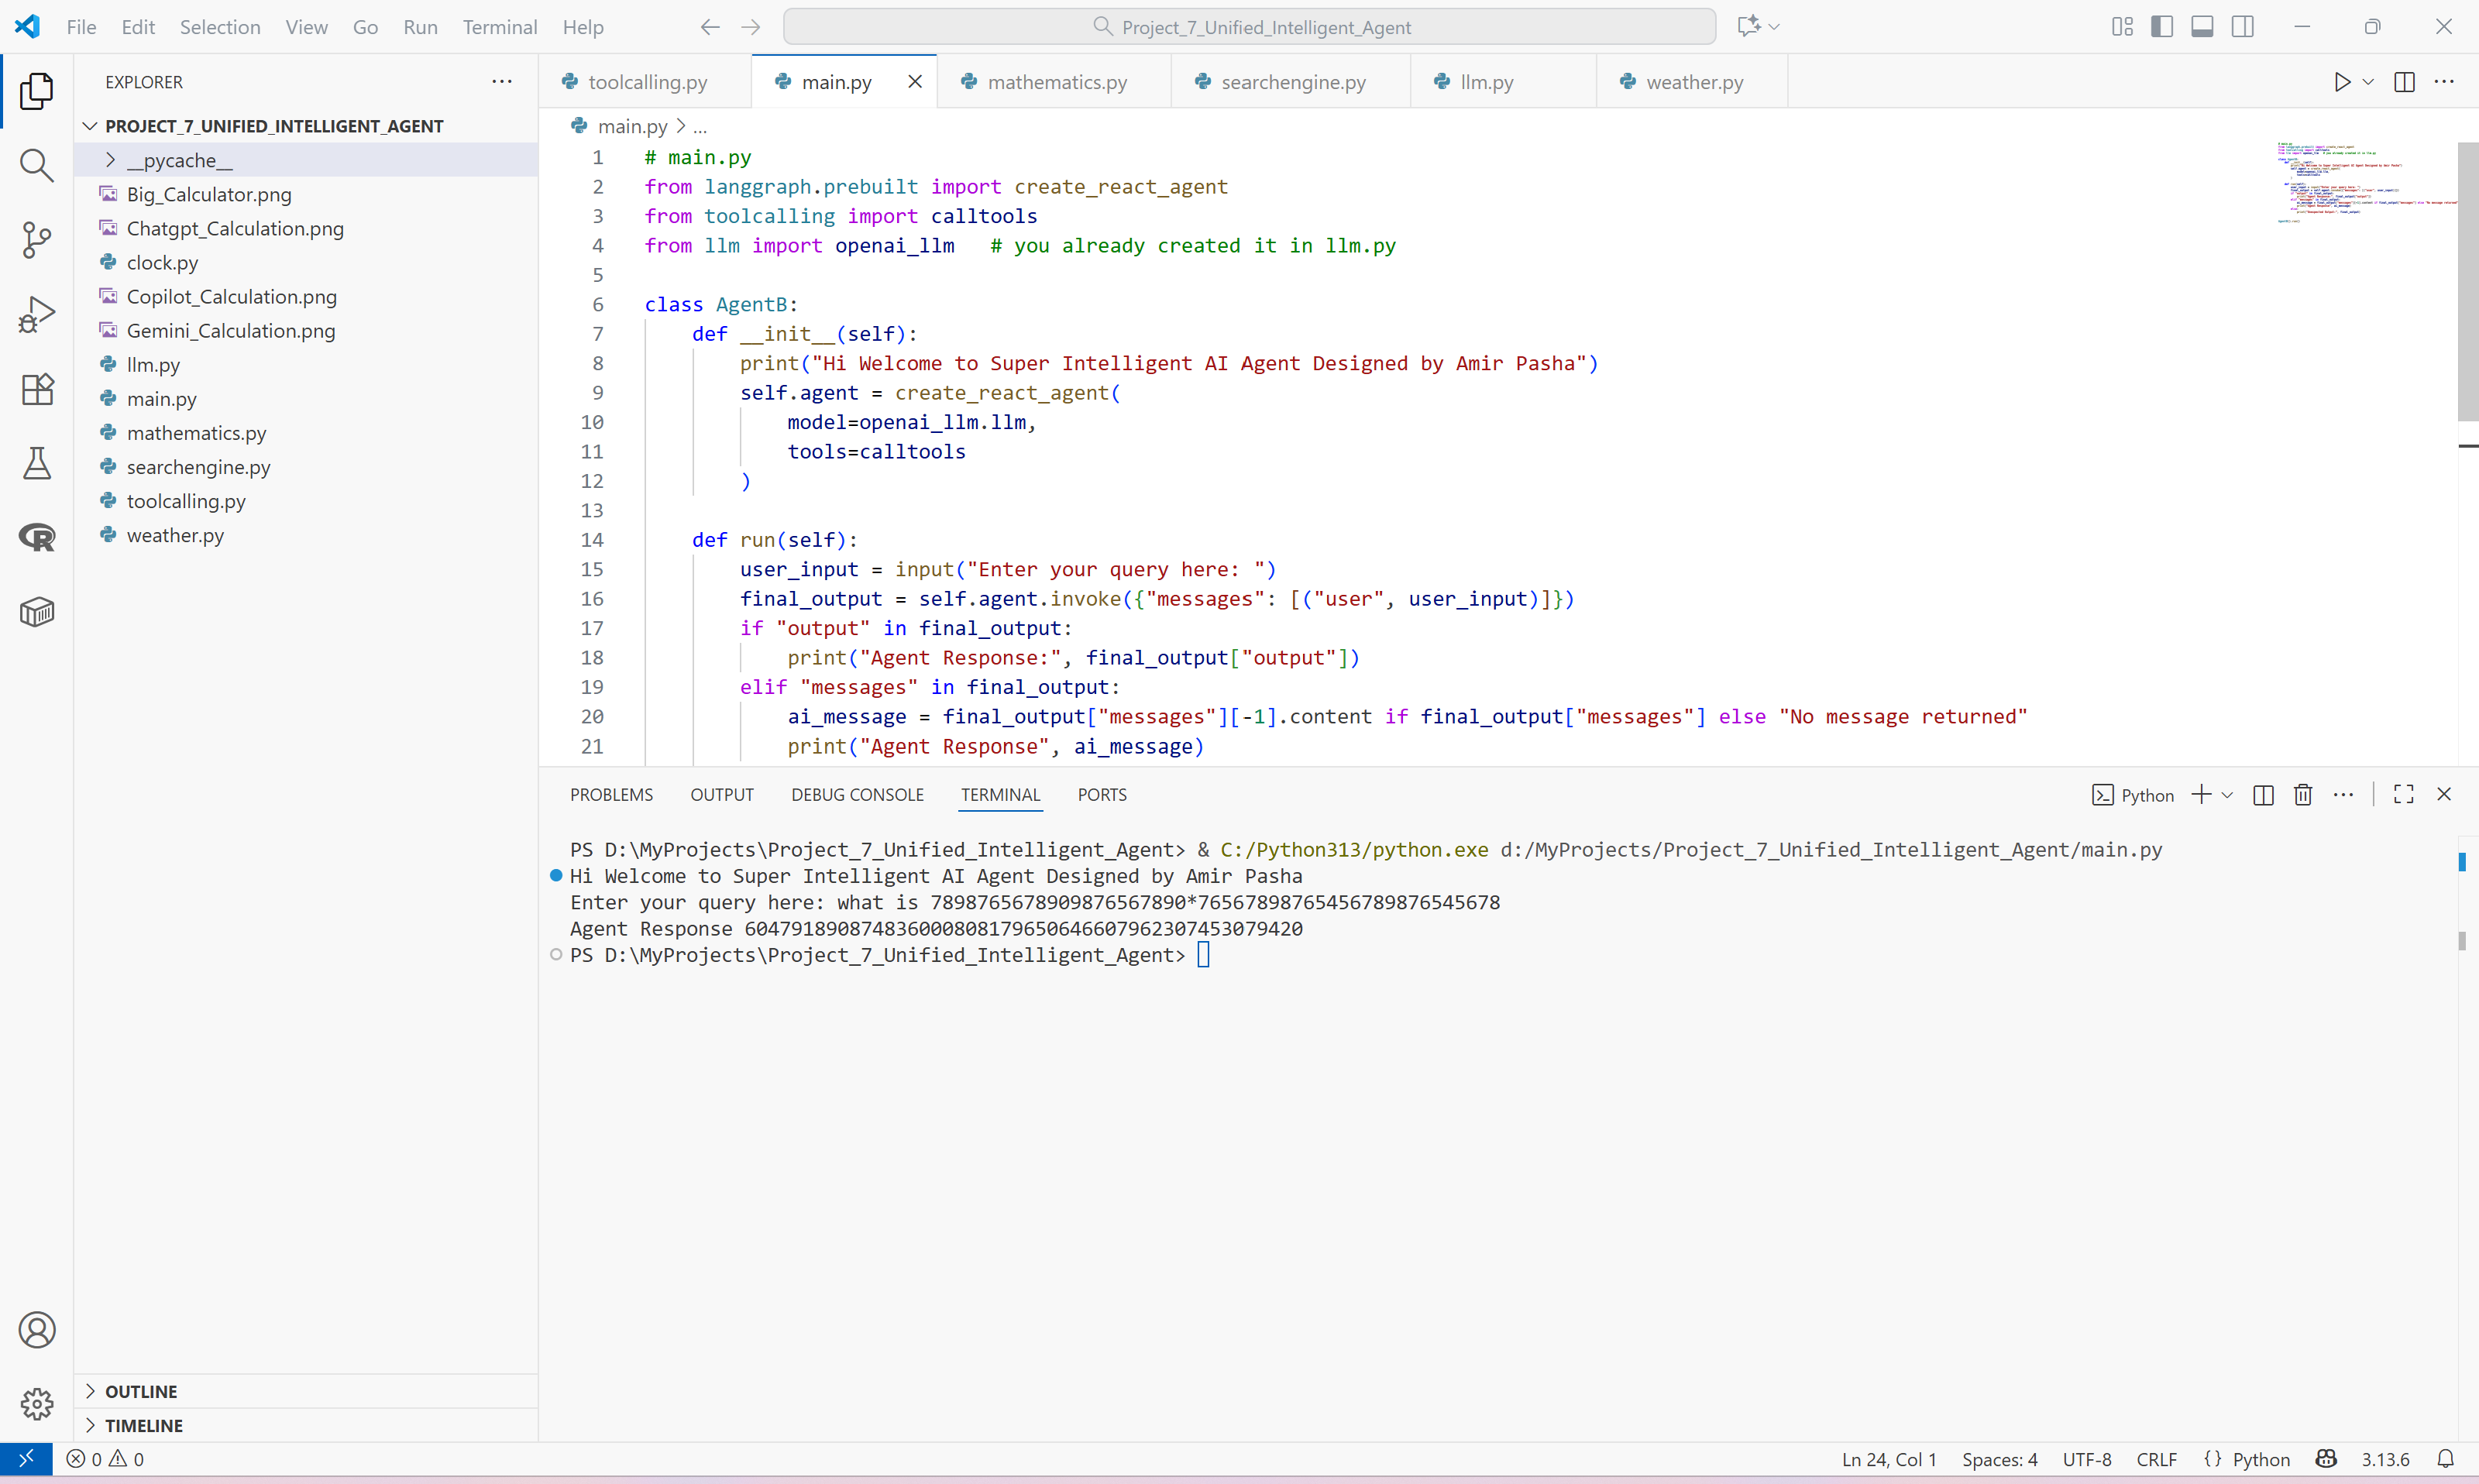 File Edit Selection View Go Run Terminal Help
Project_7_Unified_Intelligent_Agent
EXPLORER
PROJECT_7_UNIFIED_INTELLIGENT_AGENT
__pycache__
Big_Calculator.png
Chatgpt_Calculation.png
clock.py
Copilot_Calculation.png
Gemini_Calculation.png
llm.py
main.py
mathematics.py
searchengine.py
toolcalling.py
weather.py
OUTLINE
TIMELINE
toolcalling.py main.py mathematics.py searchengine.py llm.py weather.py
main.py > ...
1 # main.py
2 from langgraph.prebuilt import create_react_agent
3 from toolcalling import calltools
4 from llm import openai_llm   # you already created it in llm.py
5
6 class AgentB:
7     def __init__(self):
8         print("Hi Welcome to Super Intelligent AI Agent Designed by Amir Pasha")
9         self.agent = create_react_agent(
10             model=openai_llm.llm,
11             tools=calltools
12         )
13
14     def run(self):
15         user_input = input("Enter your query here: ")
16         final_output = self.agent.invoke({"messages": [("user", user_input)]})
17         if "output" in final_output:
18             print("Agent Response:", final_output["output"])
19         elif "messages" in final_output:
20             ai_message = final_output["messages"][-1].content if final_output["messages"] else "No message returned"
21             print("Agent Response", ai_message)
PROBLEMS OUTPUT DEBUG CONSOLE TERMINAL PORTS
Python
PS D:\MyProjects\Project_7_Unified_Intelligent_Agent> & C:/Python313/python.exe d:/MyProjects/Project_7_Unified_Intelligent_Agent/main.py
Hi Welcome to Super Intelligent AI Agent Designed by Amir Pasha
Enter your query here: what is 7898765678909876567890*765678987654567898765​45678
Agent Response 60479189087483600080817965064660796230745307​9420
PS D:\MyProjects\Project_7_Unified_Intelligent_Agent>
0 0
Ln 24, Col 1 Spaces: 4 UTF-8 CRLF {} Python 3.13.6